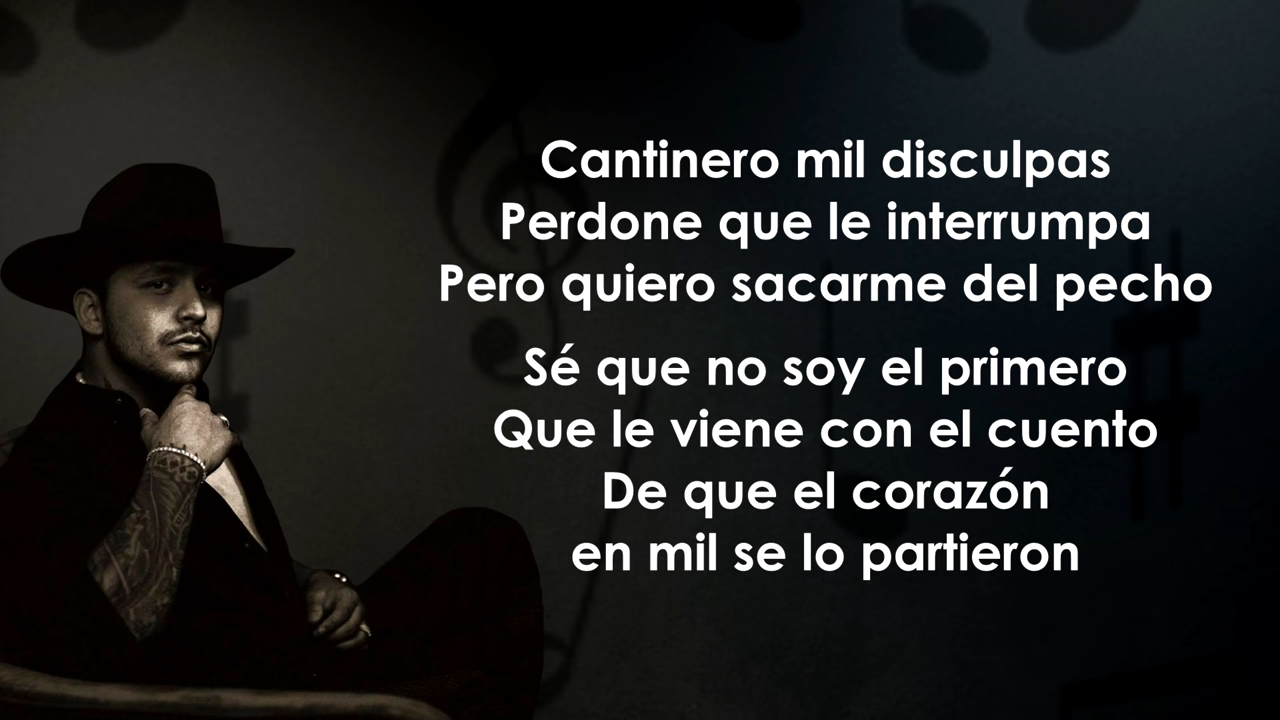 Cantinero mil disculpas
Perdone que le interrumpa
Pero quiero sacarme del pecho
Sé que no soy el primero
Que le viene con el cuento
De que el corazón
en mil se lo partieron